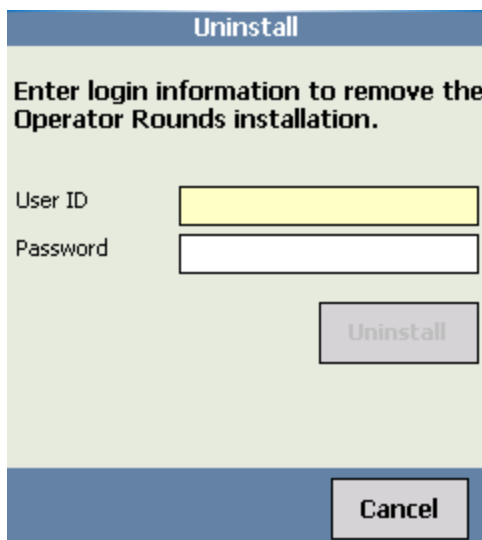 Uninstall
Enter login information to remove the
Operator Rounds installation.
User ID
Password
Uninstall
Cancel